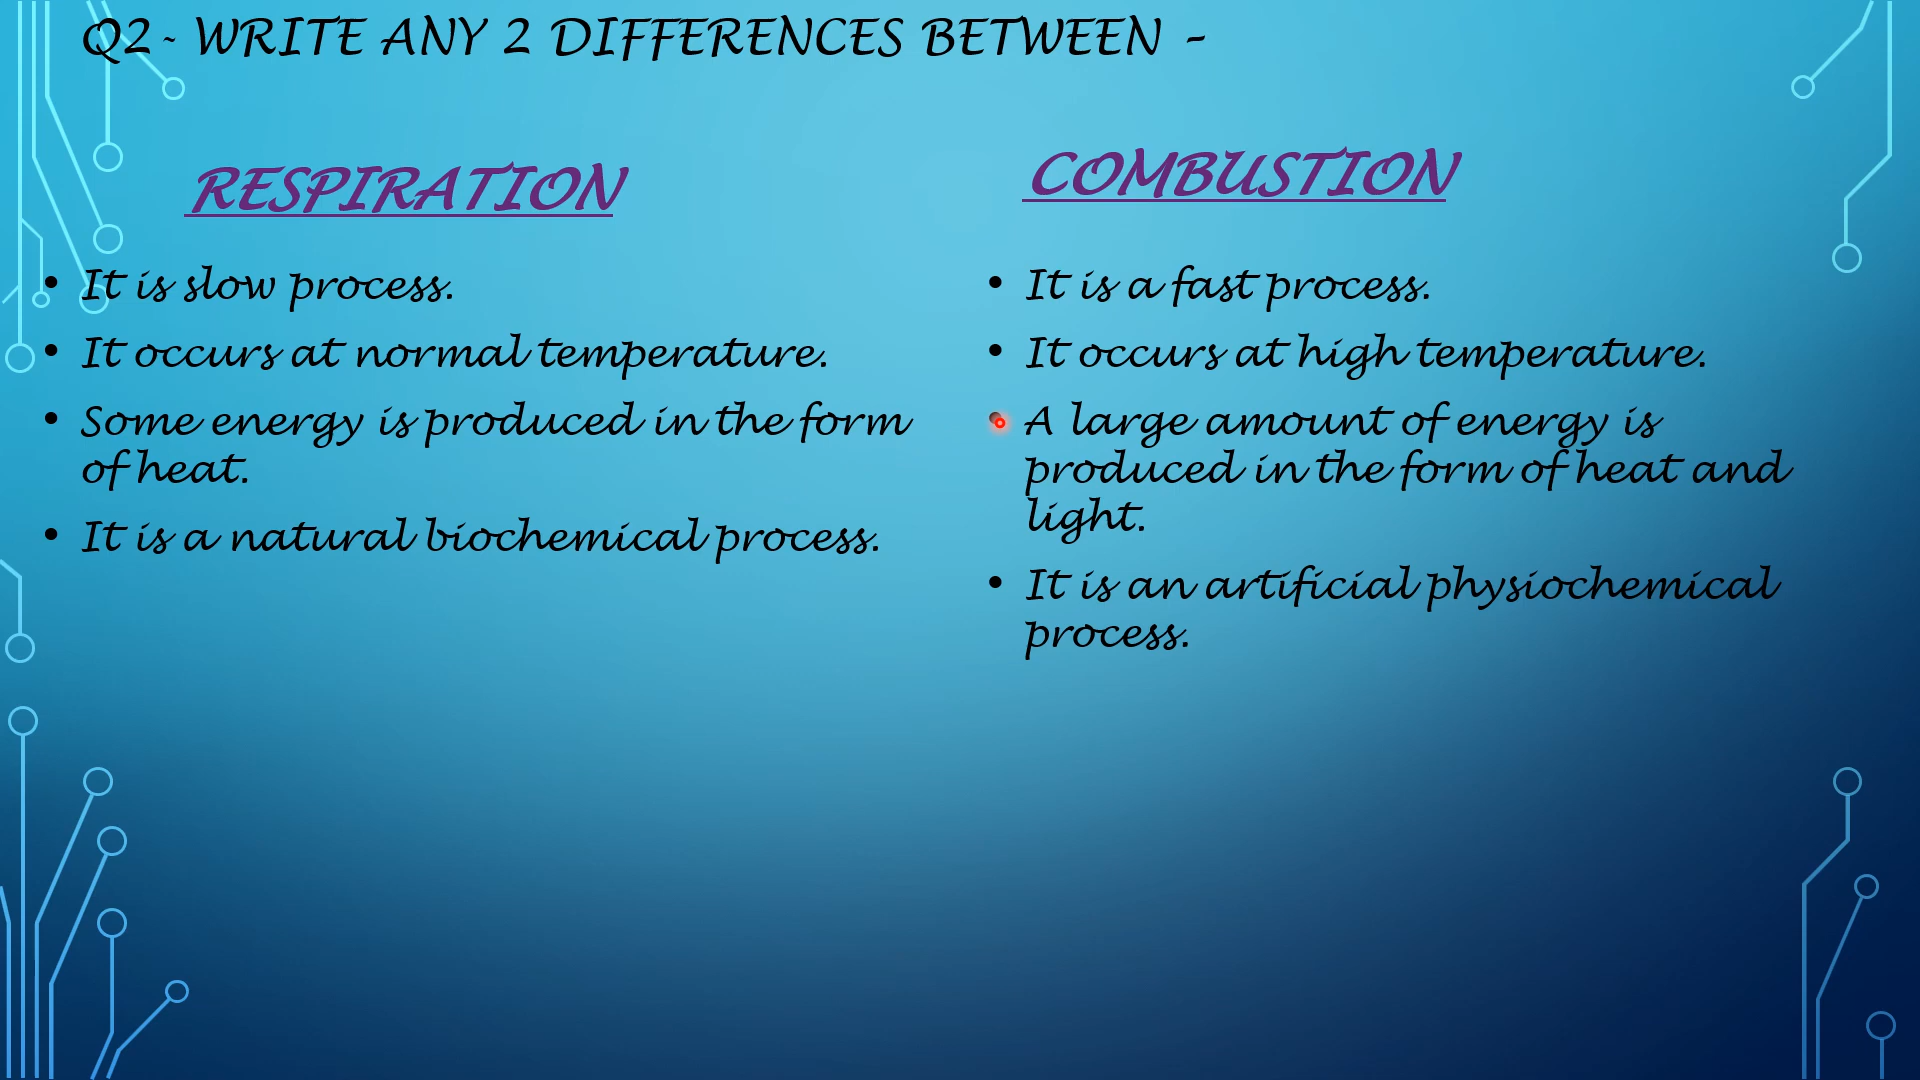 Q2- WRITE ANY 2 DIFFERENCES BETWEEN –
RESPIRATION
• It is slow process.
• It occurs at normal temperature.
• Some energy is produced in the form
of heat.
• It is a natural biochemical process.
COMBUSTION
• It is a fast process.
• It occurs at high temperature.
• A large amount of energy is
produced in the form of heat and
light.
• It is an artificial physiochemical
process.